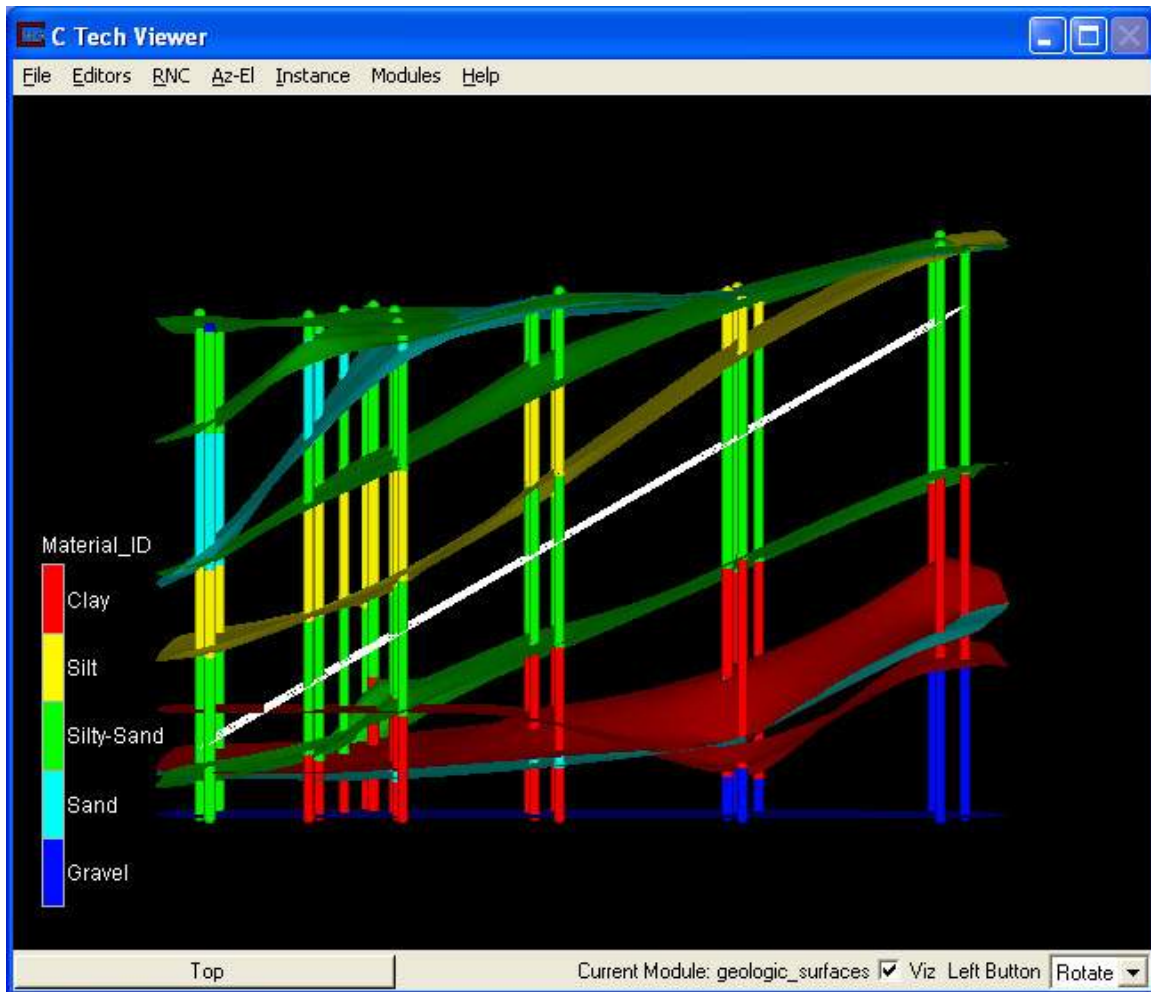 C Tech Viewer
File Editors RNC Az-El Instance Modules Help
Material_ID
Clay
Silt
Silty-Sand
Sand
Gravel
Top Current Module: geologic_surfaces Viz Left Button Rotate